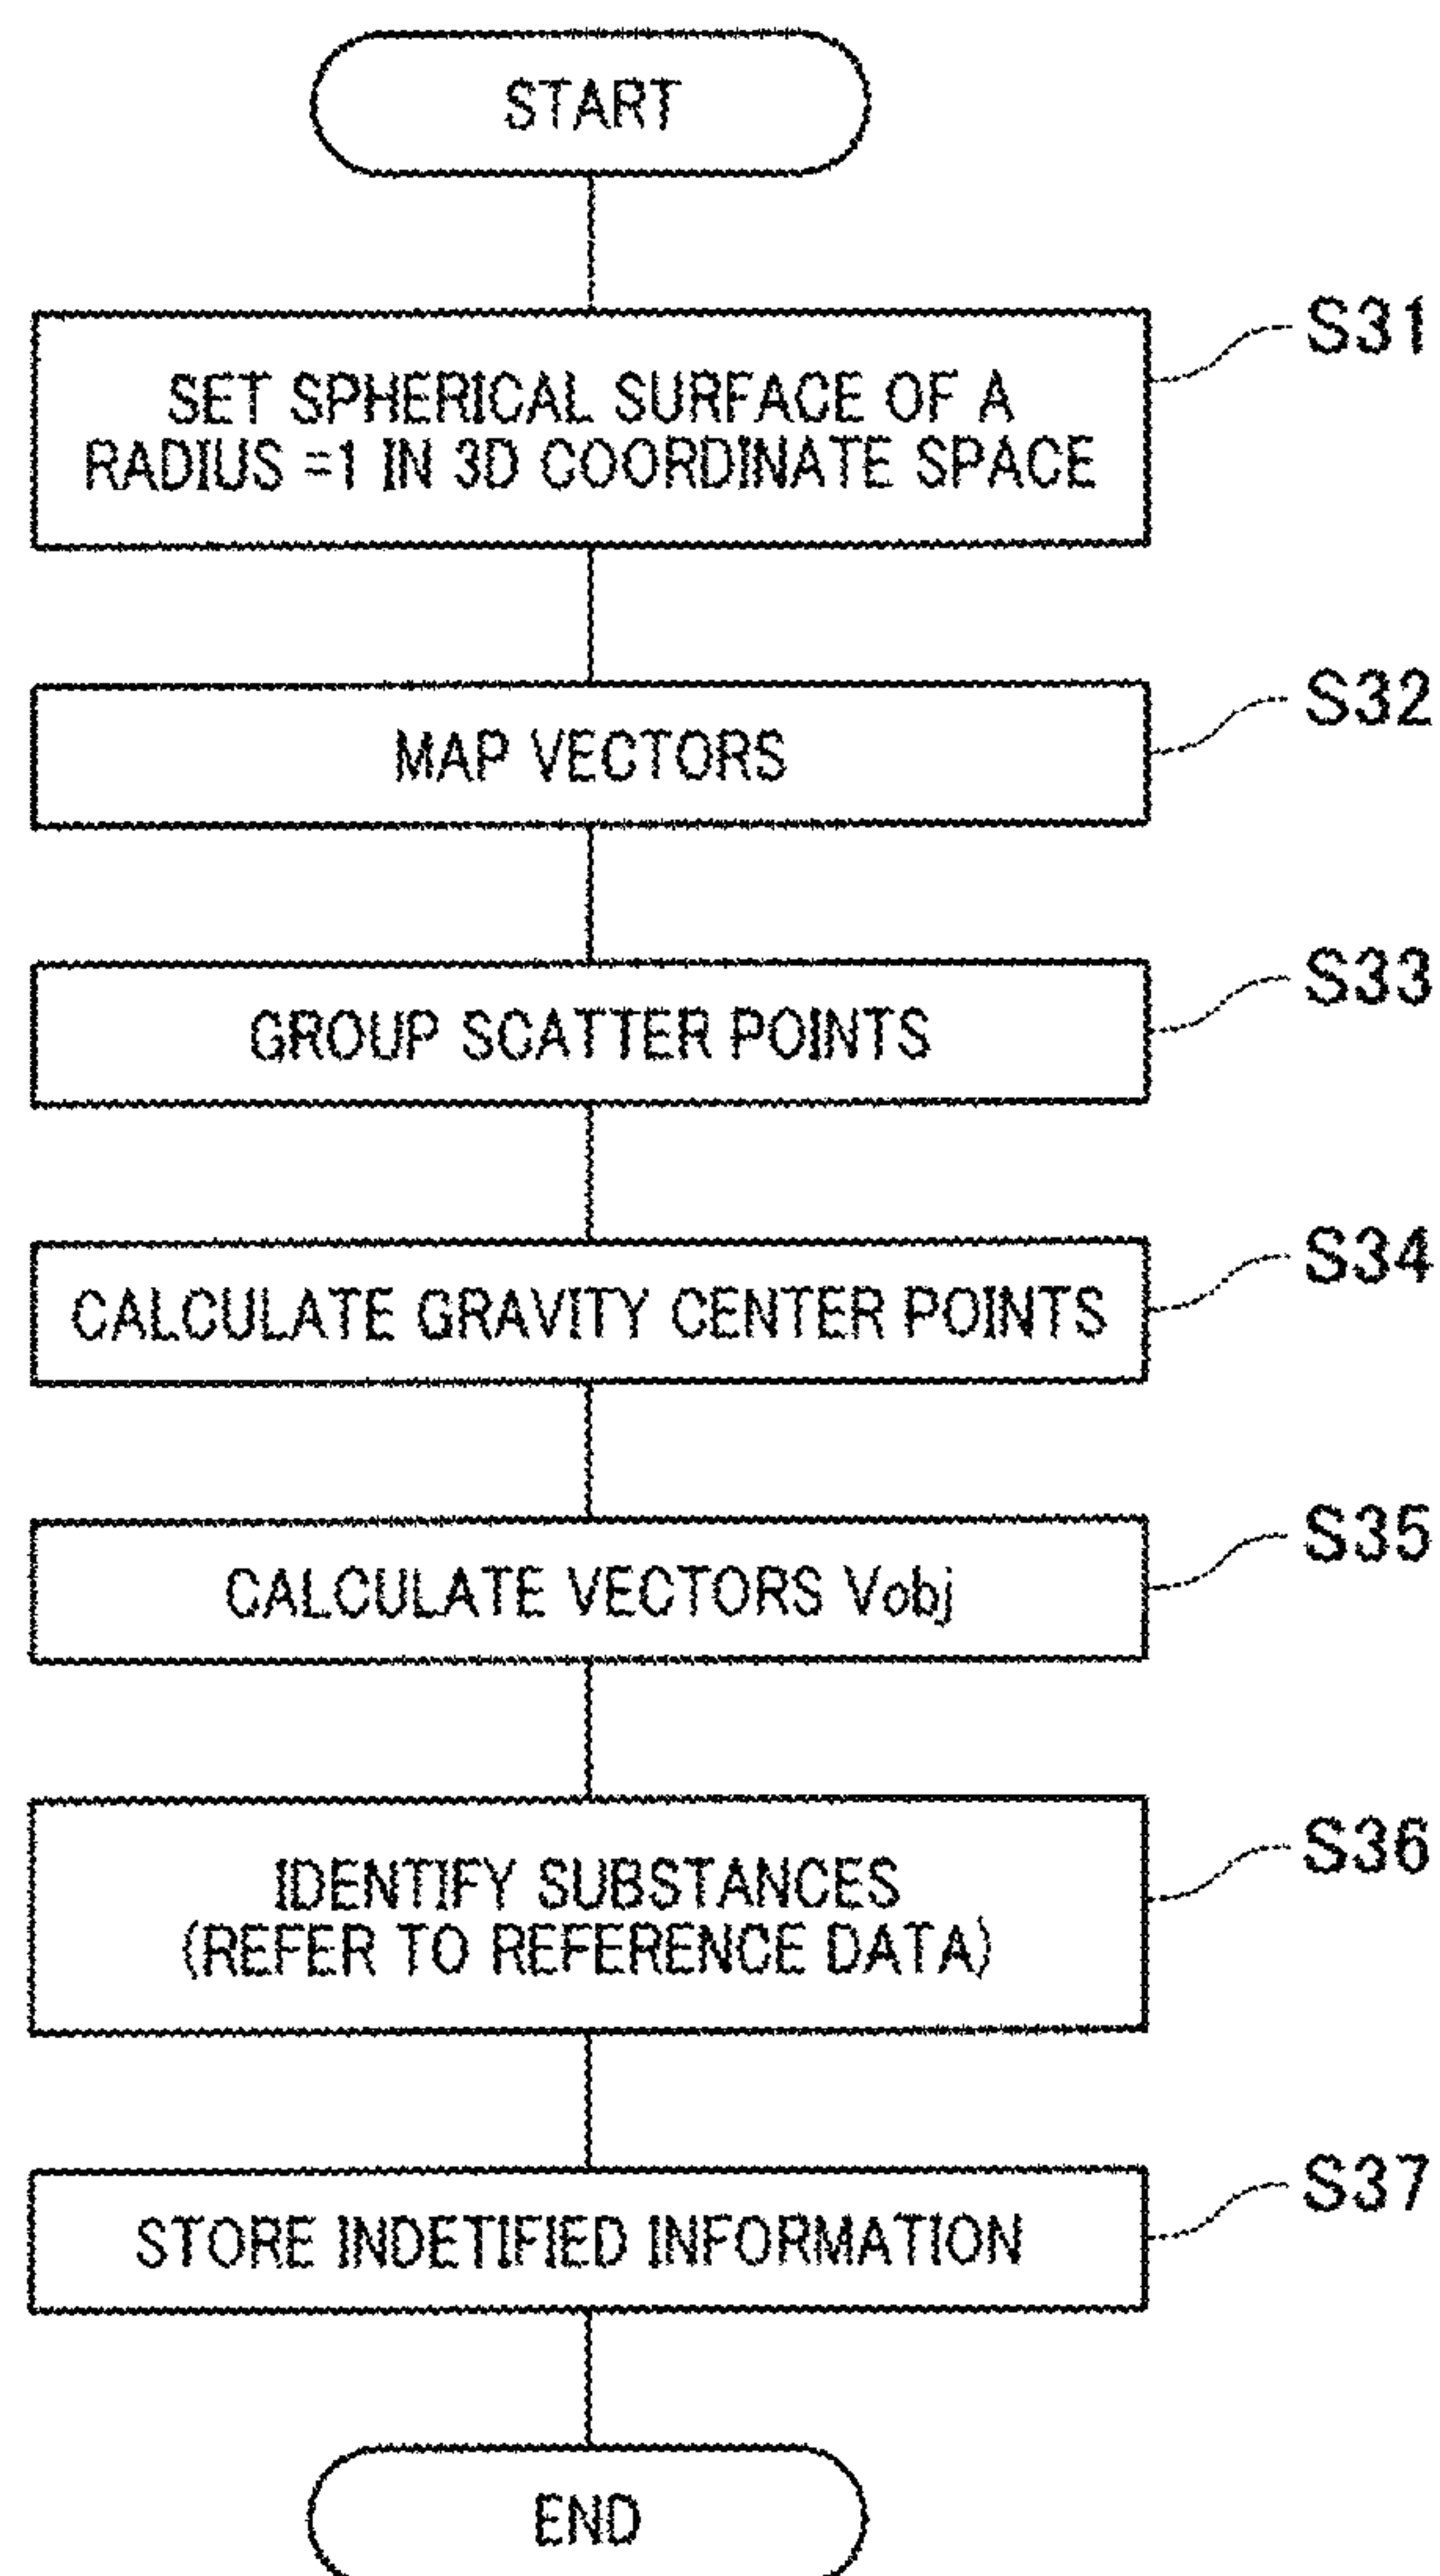 START
S31
SET SPHERICAL SURFACE OF A
RADIUS =1 IN 3D COORDINATE SPACE
S32
MAP VECTORS
S33
GROUP SCATTER POINTS
S34
CALCULATE GRAVITY CENTER POINTS
S35
CALCULATE VECTORS Vobj
S36
IDENTIFY SUBSTANCES
(REFER TO REFERENCE DATA)
S37
STORE INDETIFIED INFORMATION
END